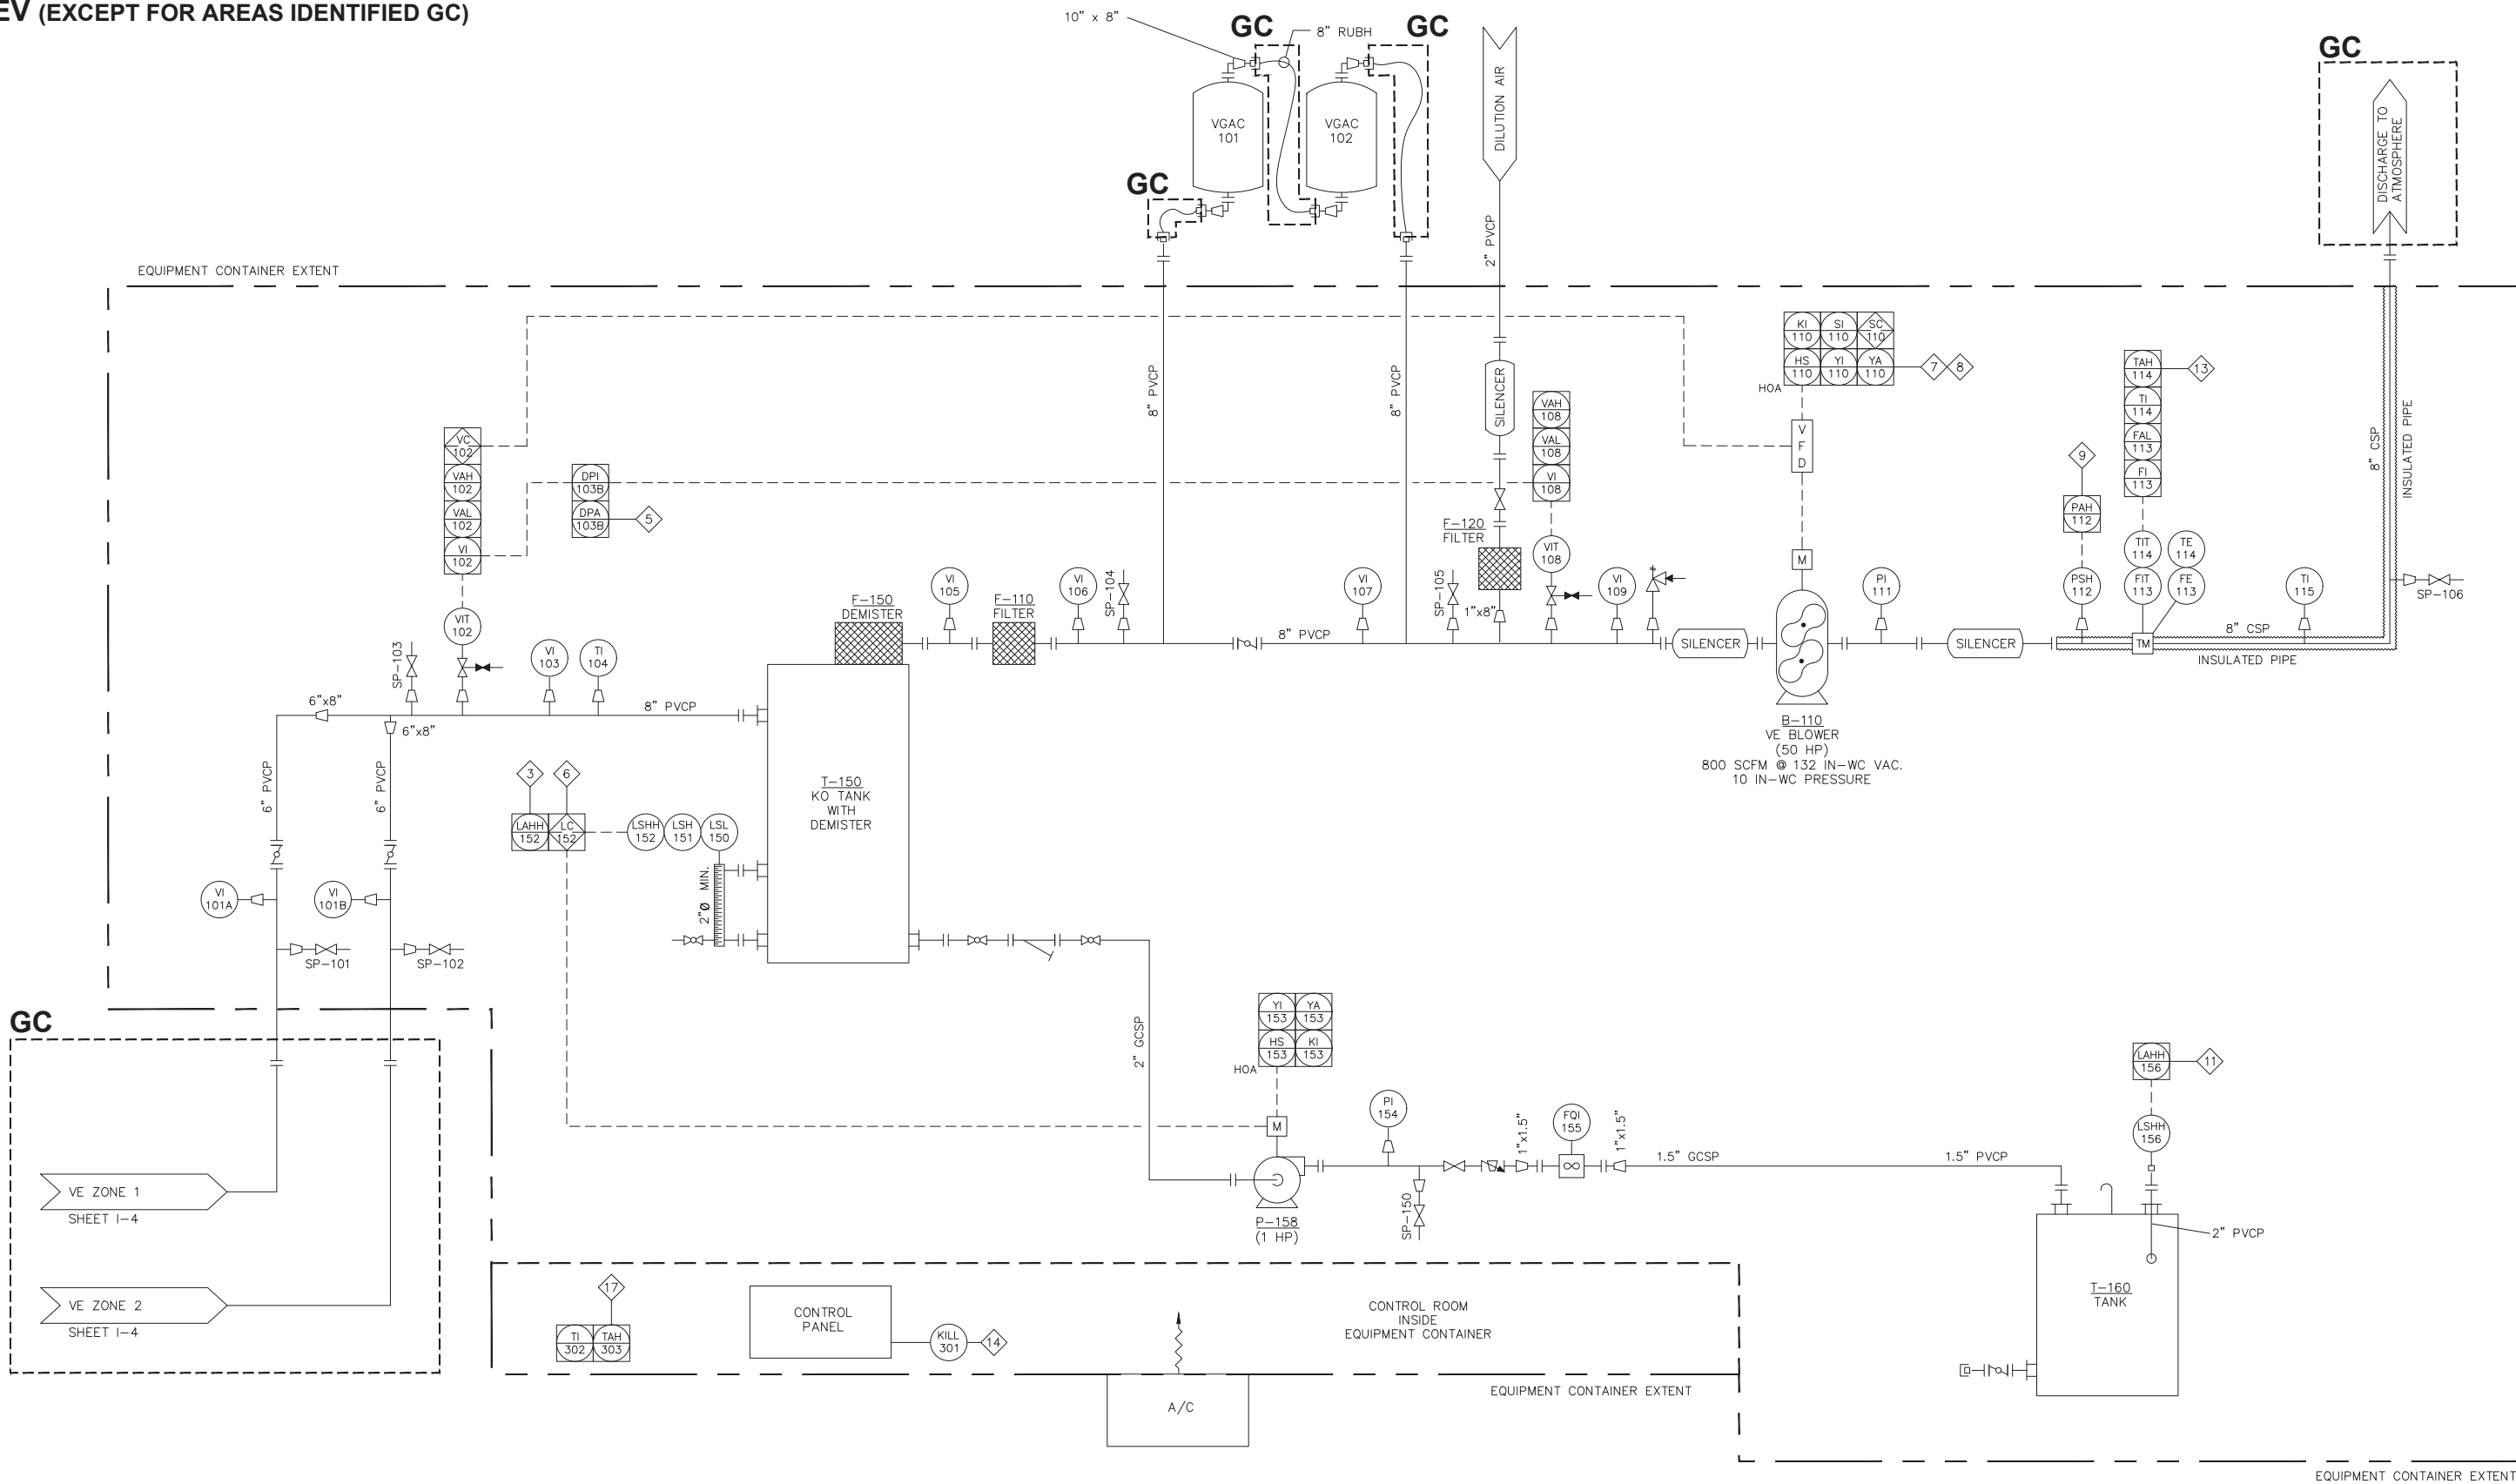 EV (EXCEPT FOR AREAS IDENTIFIED GC)
10" x 8"
GC
8" RUBH
GC
GC
VGAC
101
VGAC
102
GC
DILUTION AIR
2" PVCP
DISCHARGE TO
ATMOSPHERE
EQUIPMENT CONTAINER EXTENT
8" PVCP
8" PVCP
SILENCER
KI
110
SI
110
SC
110
HS
110
YI
110
YA
110
7
8
HOA
V
F
D
M
TAH
114
13
TI
114
FAL
113
FI
113
8" CSP
INSULATED PIPE
VC
102
VAH
102
VAL
102
VI
102
VIT
102
DPI
103B
DPA
103B
5
VAH
108
VAL
108
VI
108
VIT
108
9
PAH
112
PSH
112
TIT
114
TE
114
FIT
113
FE
113
TM
TI
115
SP-106
F-120
FILTER
F-150
DEMISTER
VI
105
F-110
FILTER
VI
106
SP-104
VI
107
SP-105
1"x8"
VI
109
PI
111
SP-103
VI
103
TI
104
8" PVCP
SILENCER
SILENCER
8" CSP
INSULATED PIPE
6"x8"
8" PVCP
6"x8"
6" PVCP
6" PVCP
B-110
VE BLOWER
(50 HP)
800 SCFM @ 132 IN-WC VAC.
10 IN-WC PRESSURE
3
6
LAHH
152
LC
152
LSHH
152
LSH
151
LSL
150
T-150
KO TANK
WITH
DEMISTER
2"Ø MIN.
VI
101A
VI
101B
SP-101
SP-102
GC
VE ZONE 1
SHEET I-4
VE ZONE 2
SHEET I-4
2" GCSP
YI
153
YA
153
HS
153
KI
153
HOA
M
P-158
(1 HP)
PI
154
SP-150
1"x1.5"
FQI
155
1"x1.5"
1.5" GCSP
1.5" PVCP
LAHH
156
11
LSHH
156
2" PVCP
T-160
TANK
17
TI
302
TAH
303
CONTROL
PANEL
KILL
301
14
CONTROL ROOM
INSIDE
EQUIPMENT CONTAINER
A/C
EQUIPMENT CONTAINER EXTENT
EQUIPMENT CONTAINER EXTENT